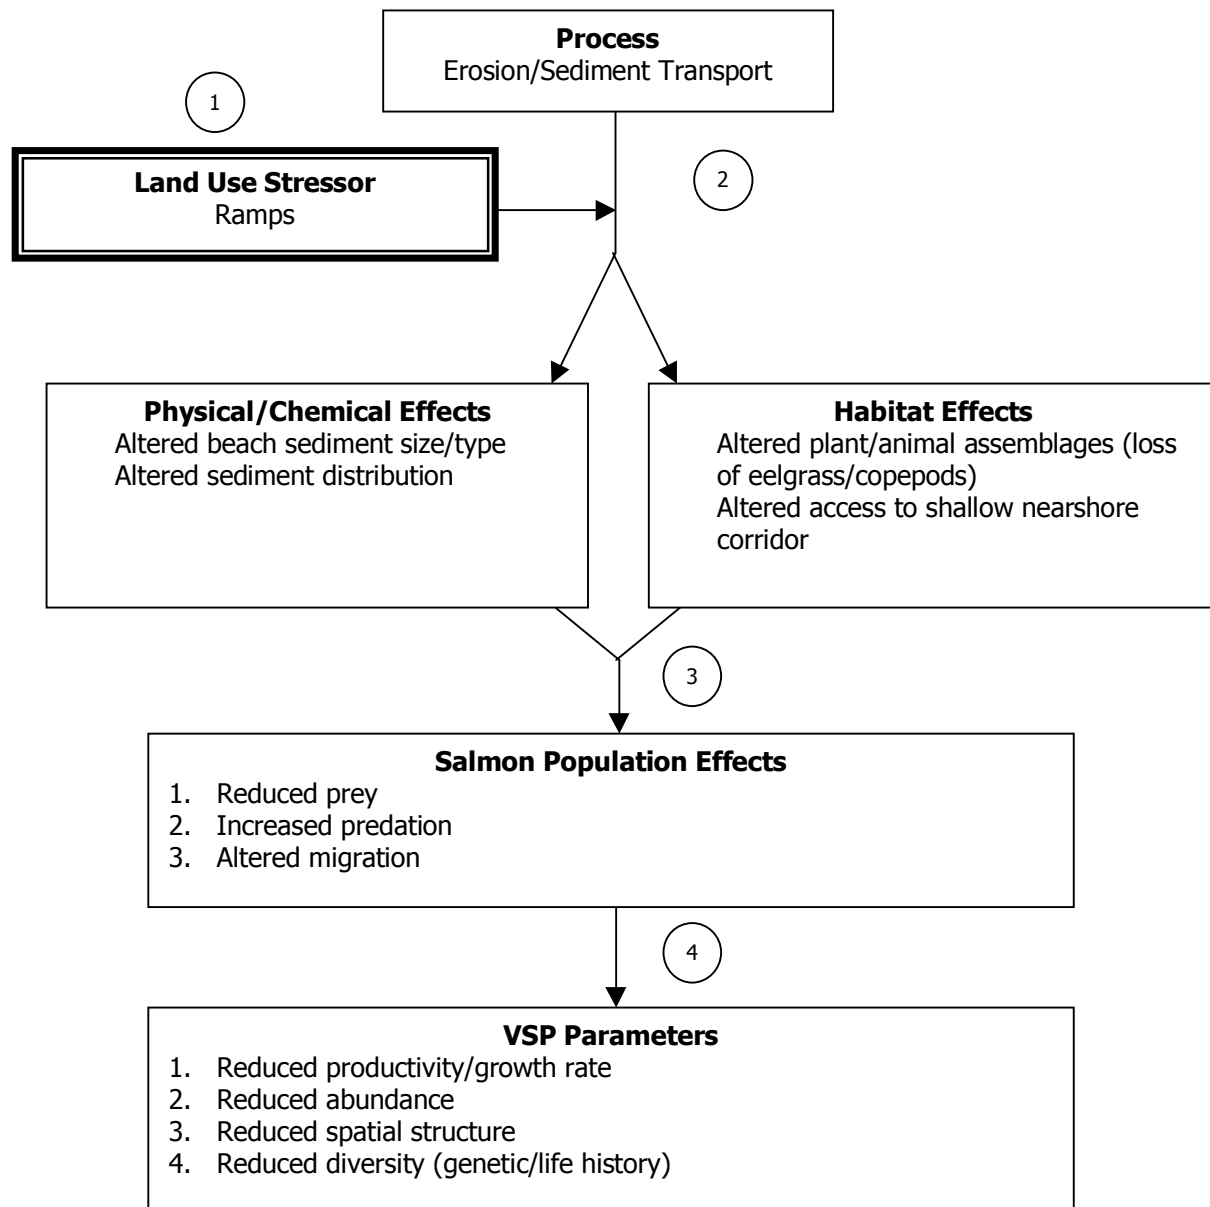 Process
Erosion/Sediment Transport
1
Land Use Stressor
Ramps
2
Physical/Chemical Effects
Altered beach sediment size/type
Altered sediment distribution
Habitat Effects
Altered plant/animal assemblages (loss
of eelgrass/copepods)
Altered access to shallow nearshore
corridor
3
Salmon Population Effects
1. Reduced prey
2. Increased predation
3. Altered migration
4
VSP Parameters
1. Reduced productivity/growth rate
2. Reduced abundance
3. Reduced spatial structure
4. Reduced diversity (genetic/life history)